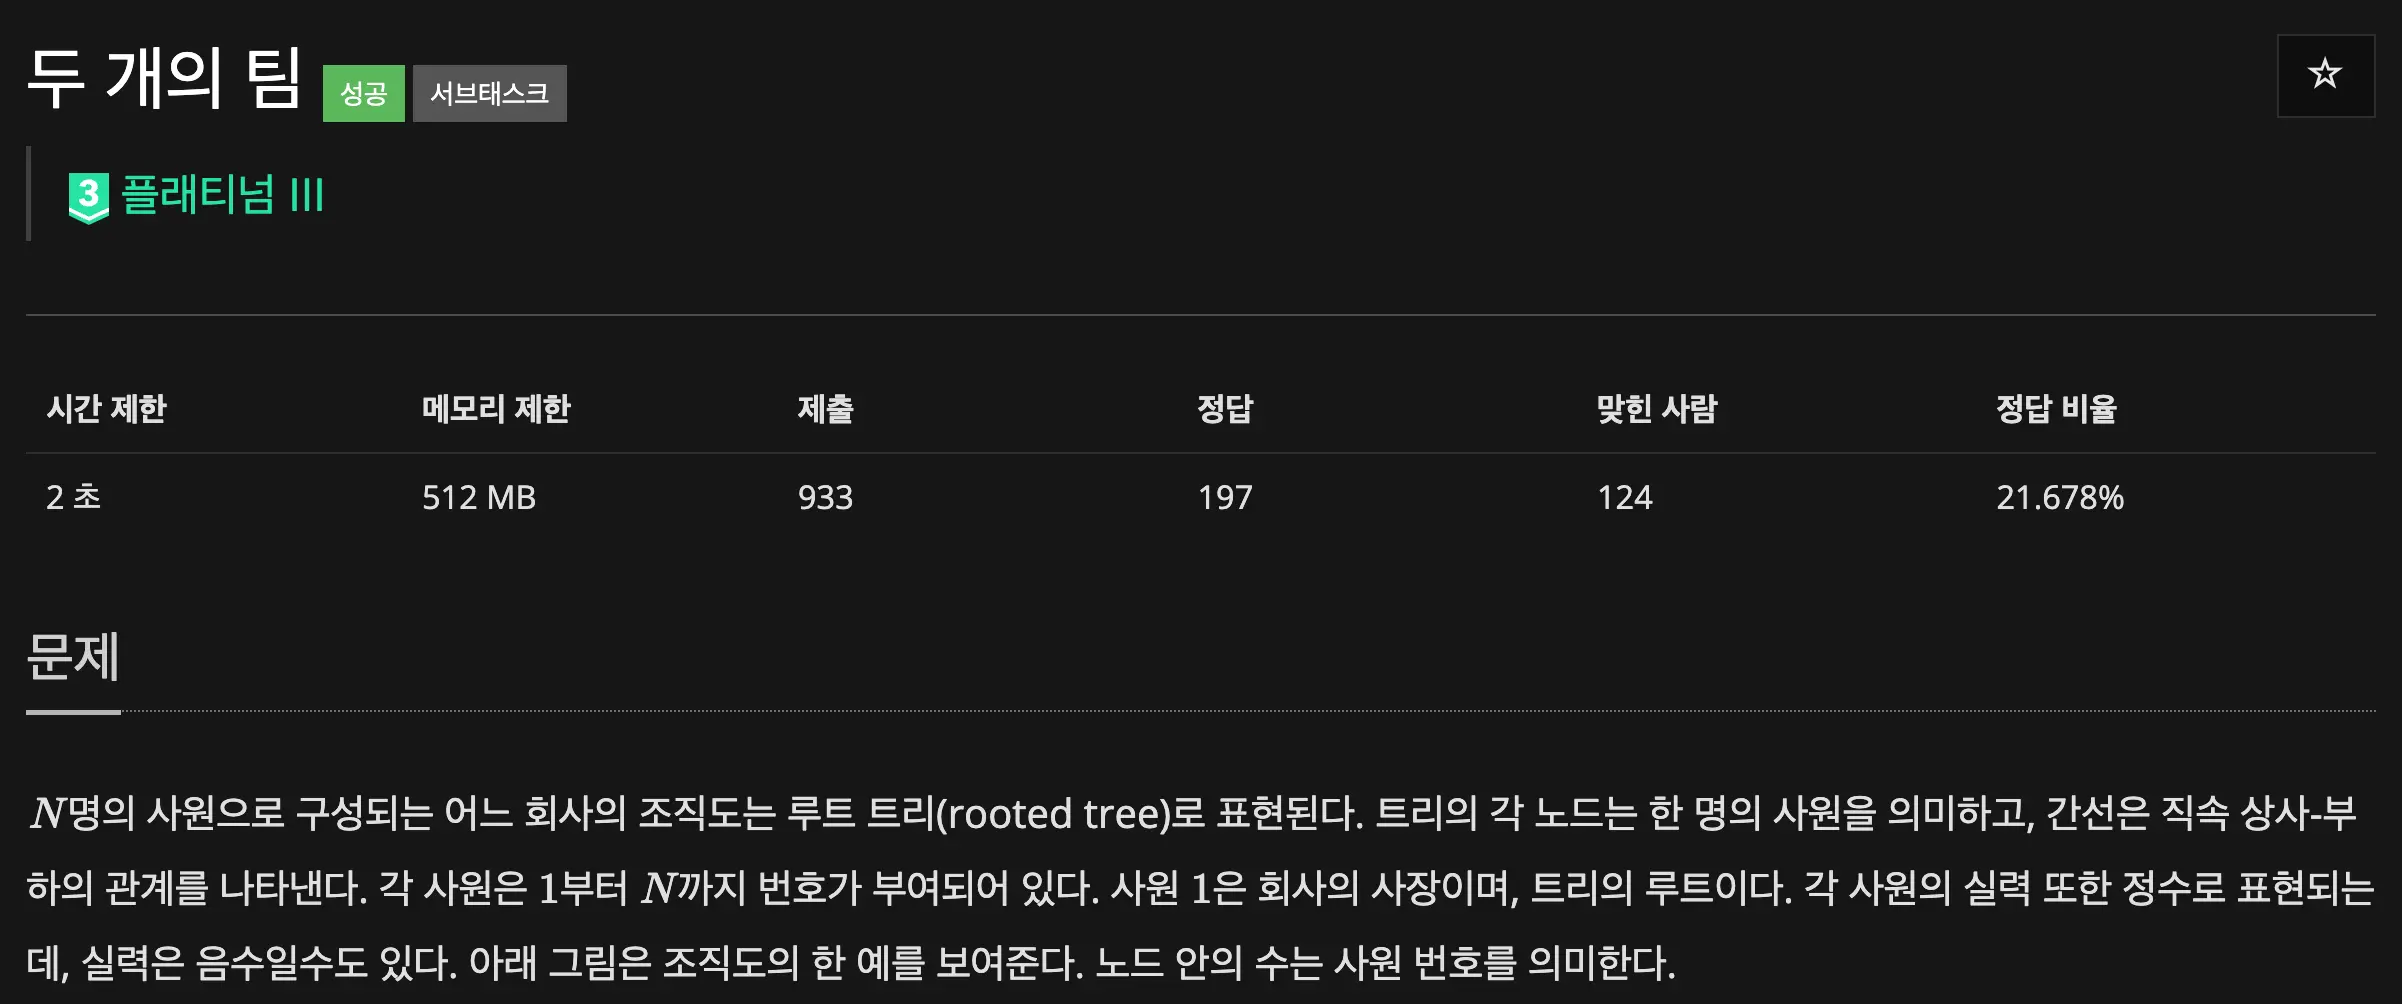 두 개의 팀 성공 서브태스크
3 플래티넘 III
시간 제한 메모리 제한 제출 정답 맞힌 사람 정답 비율
2 초 512 MB 933 197 124 21.678%
문제
N명의 사원으로 구성되는 어느 회사의 조직도는 루트 트리(rooted tree)로 표현된다. 트리의 각 노드는 한 명의 사원을 의미하고, 간선은 직속 상사-부
하의 관계를 나타낸다. 각 사원은 1부터 N까지 번호가 부여되어 있다. 사원 1은 회사의 사장이며, 트리의 루트이다. 각 사원의 실력 또한 정수로 표현되는
데, 실력은 음수일수도 있다. 아래 그림은 조직도의 한 예를 보여준다. 노드 안의 수는 사원 번호를 의미한다.